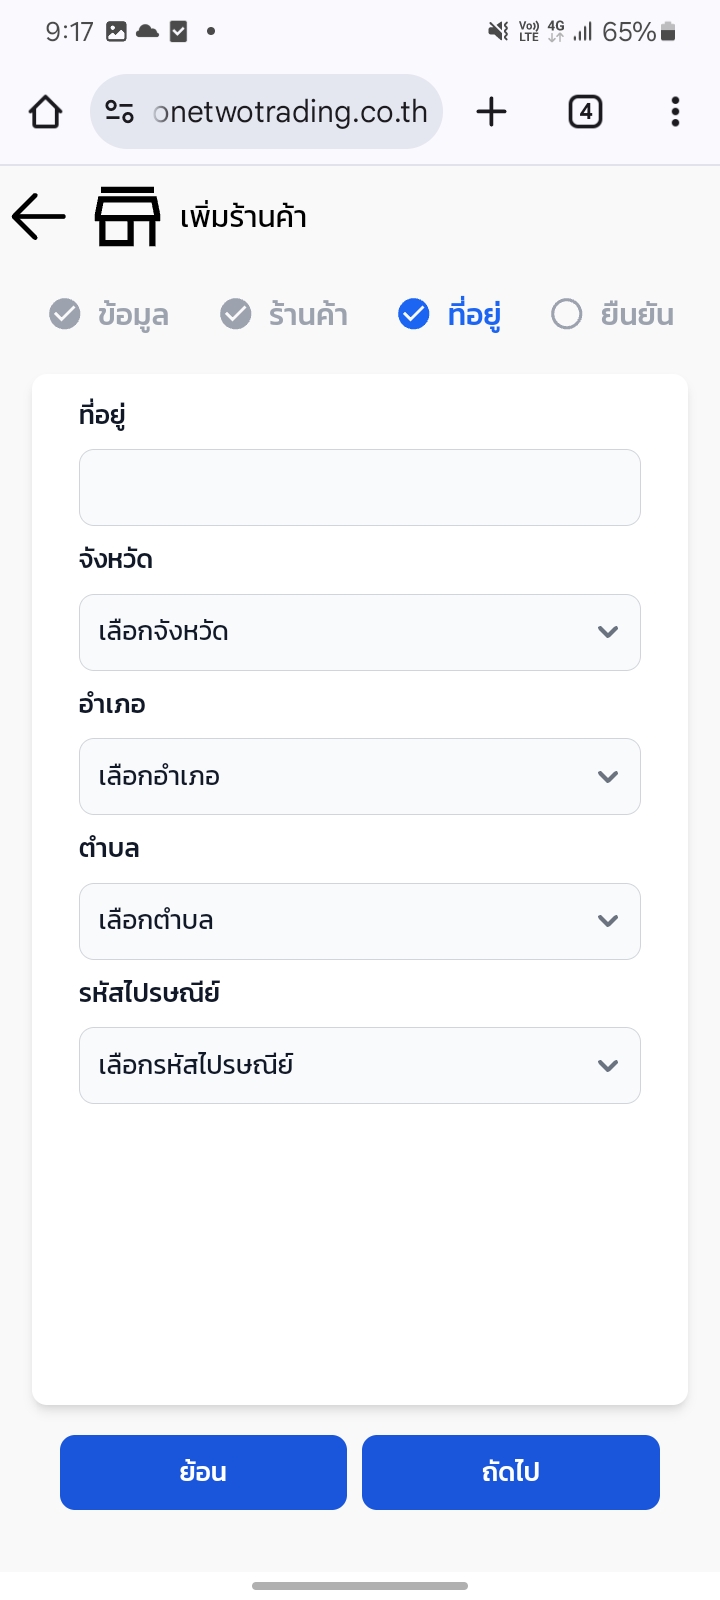 9:17
Vo)) LTE 4G 65%
onetwotrading.co.th
4
เพิ่มร้านค้า
ข้อมูล ร้านค้า ที่อยู่ ยืนยัน
ที่อยู่
จังหวัด
เลือกจังหวัด
อำเภอ
เลือกอำเภอ
ตำบล
เลือกตำบล
รหัสไปรษณีย์
เลือกรหัสไปรษณีย์
ย้อน ถัดไป